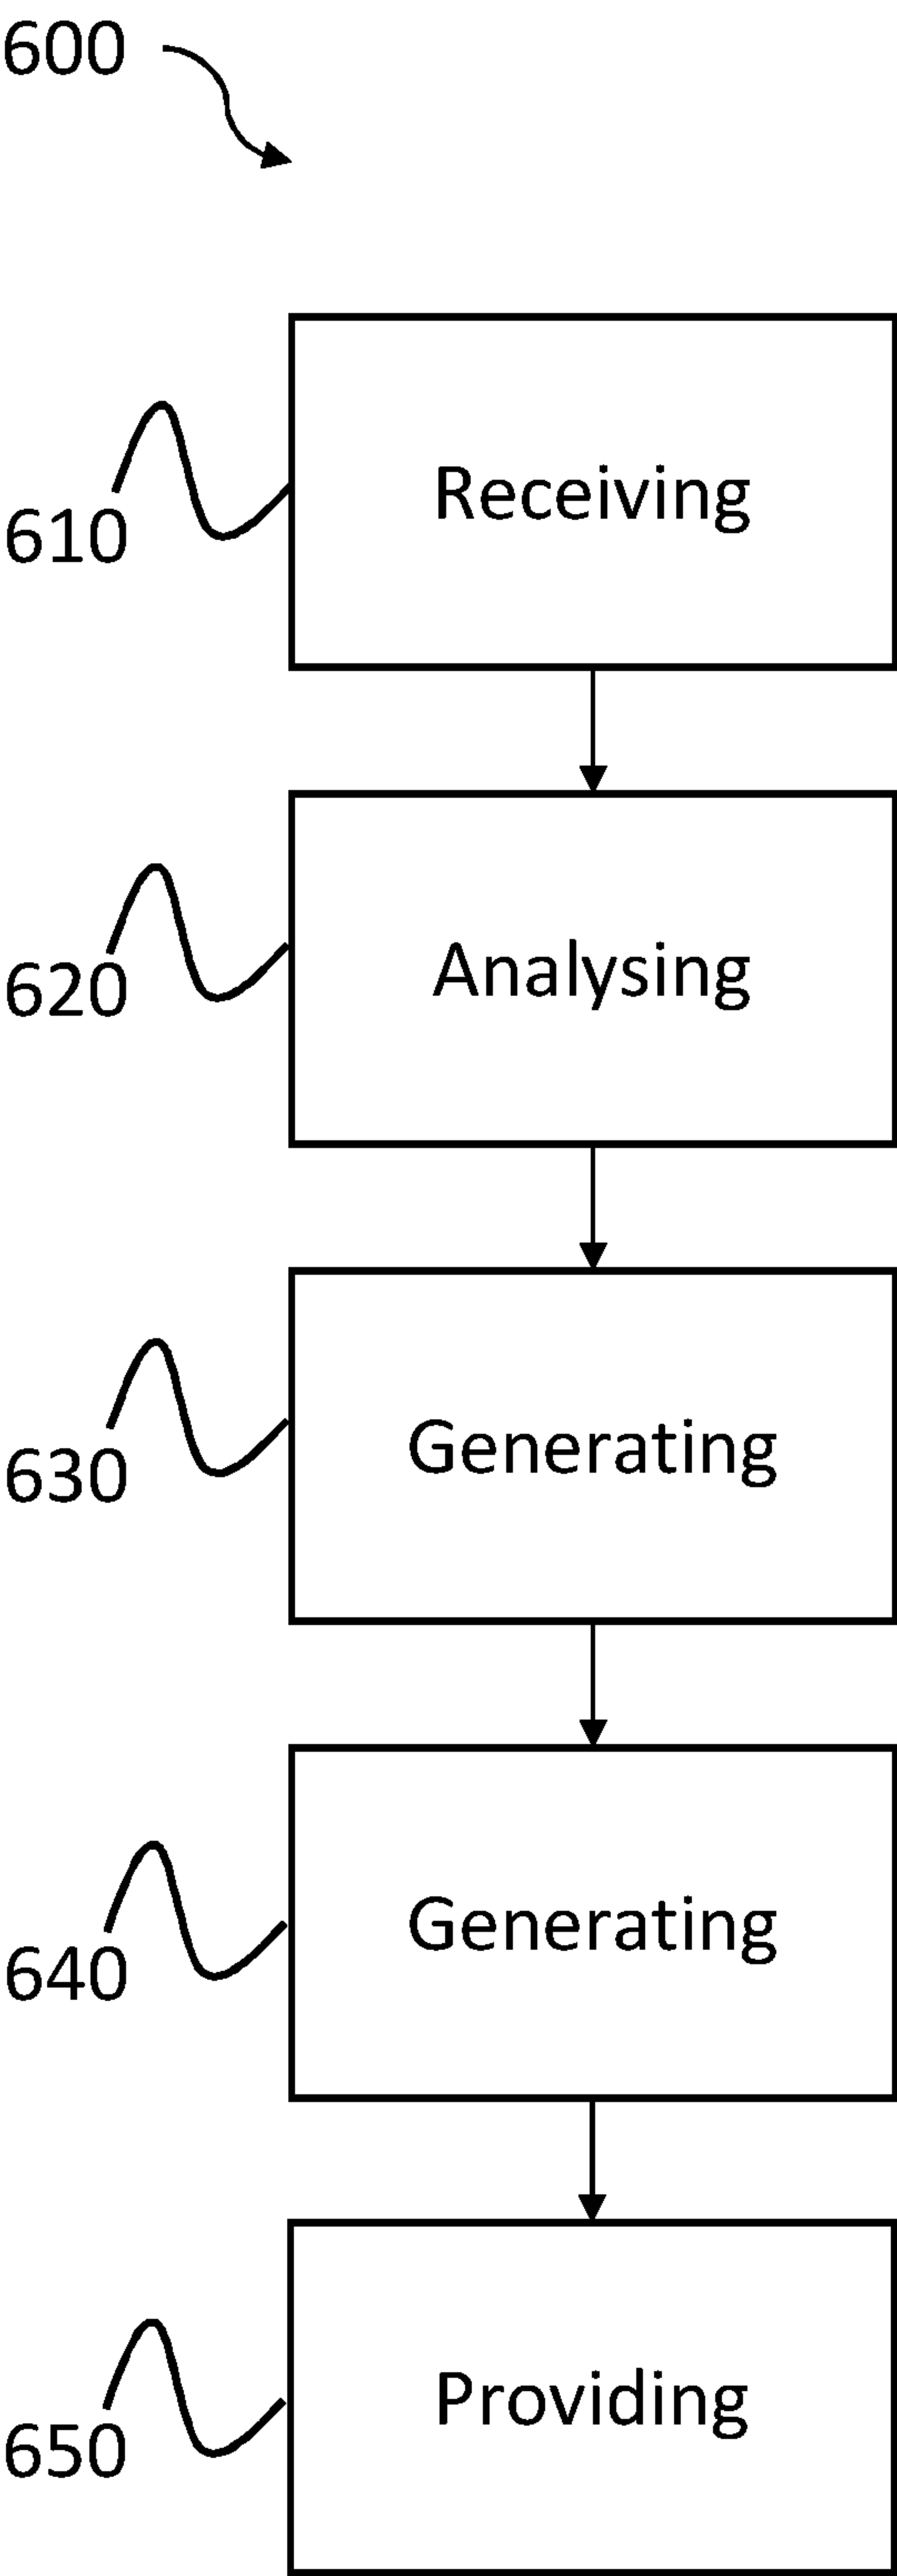 600
Receiving
610
Analysing
620
Generating
630
Generating
640
Providing
650